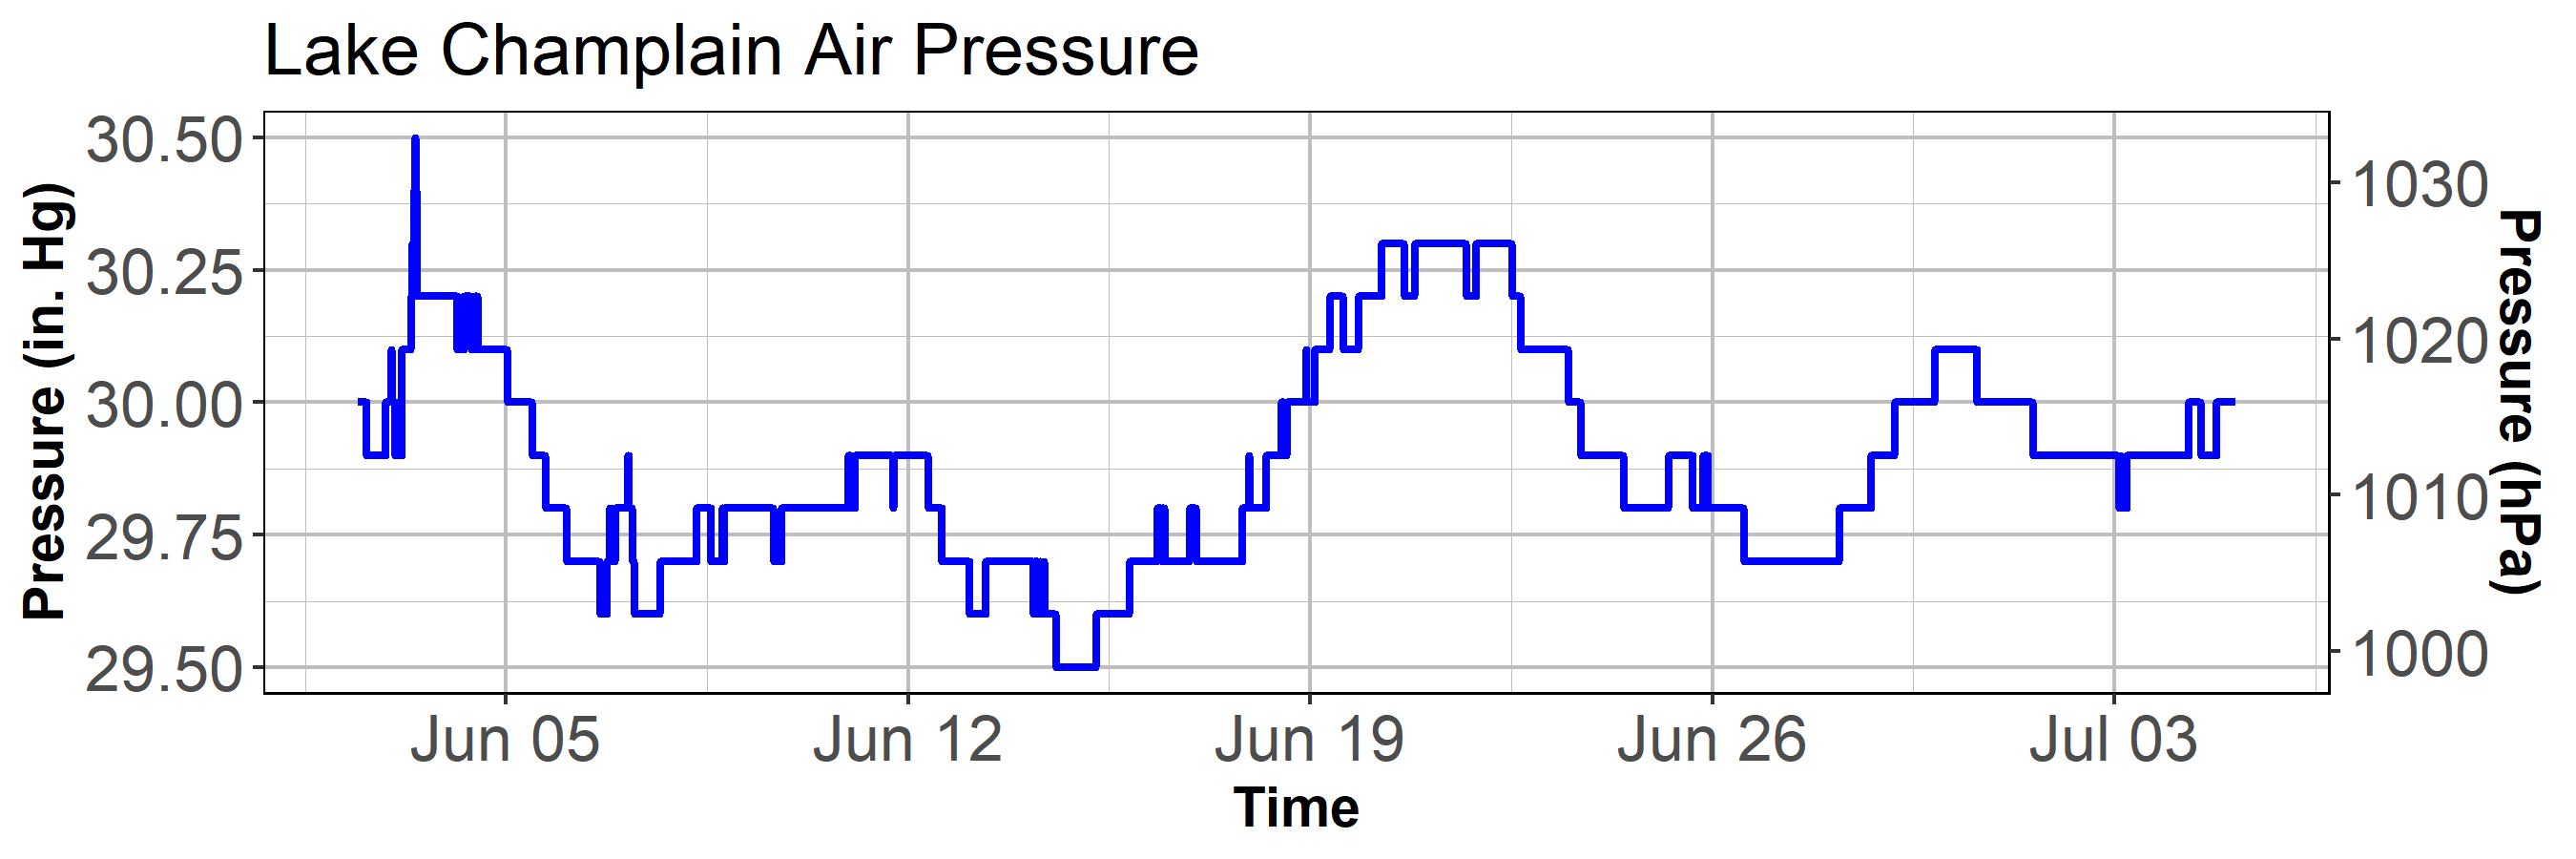 Lake Champlain Air Pressure
Pressure (in. Hg)
30.50
30.25
30.00
29.75
29.50
1030
1020
1010
1000
Pressure (hPa)
Jun 05 Jun 12 Jun 19 Jun 26 Jul 03
Time